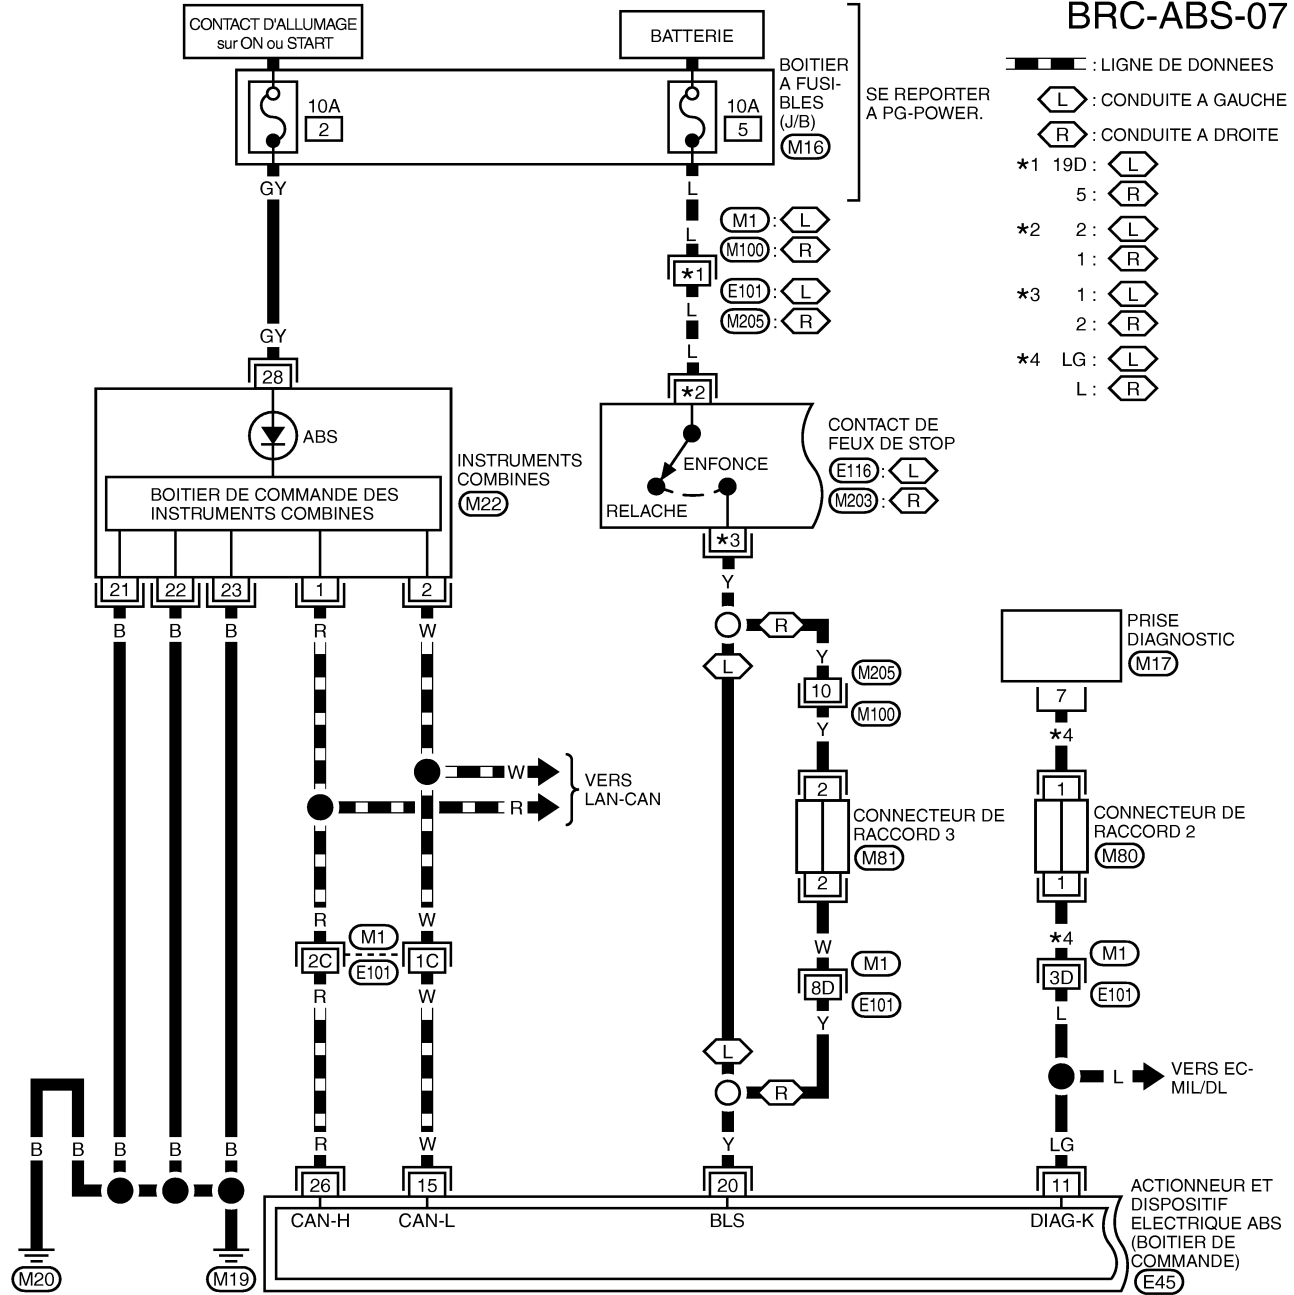 BRC-ABS-07
CONTACT D'ALLUMAGE
sur ON ou START
BATTERIE
10A
2
10A
5
BOITIER
A FUSI-
BLES
(J/B)
M16
SE REPORTER
A PG-POWER.
: LIGNE DE DONNEES
L : CONDUITE A GAUCHE
R : CONDUITE A DROITE
*1 19D : L
5 : R
*2 2 : L
1 : R
*3 1 : L
2 : R
*4 LG : L
L : R
GY
GY
28
L
L
M1 : L
M100 : R
*1
E101 : L
M205 : R
L
L
*2
ABS
BOITIER DE COMMANDE DES
INSTRUMENTS COMBINES
INSTRUMENTS
COMBINES
M22
ENFONCE
RELACHE
CONTACT DE
FEUX DE STOP
E116 : L
M203 : R
*3
21 22 23 1 2
B B B R W
Y
R
L
Y
M205
10
M100
Y
PRISE
DIAGNOSTIC
M17
7
*4
W
R
VERS
LAN-CAN
2
CONNECTEUR DE
RACCORD 3
M81
2
1
CONNECTEUR DE
RACCORD 2
M80
1
R
W
M1
2C
1C
E101
R
W
W
M1
8D
E101
Y
*4
M1
3D
E101
L
L
R
L
VERS EC-
MIL/DL
B B B B B R W Y LG
26 15 20 11
CAN-H CAN-L BLS DIAG-K
ACTIONNEUR ET
DISPOSITIF
ELECTRIQUE ABS
(BOITIER DE
COMMANDE)
E45
M20
M19